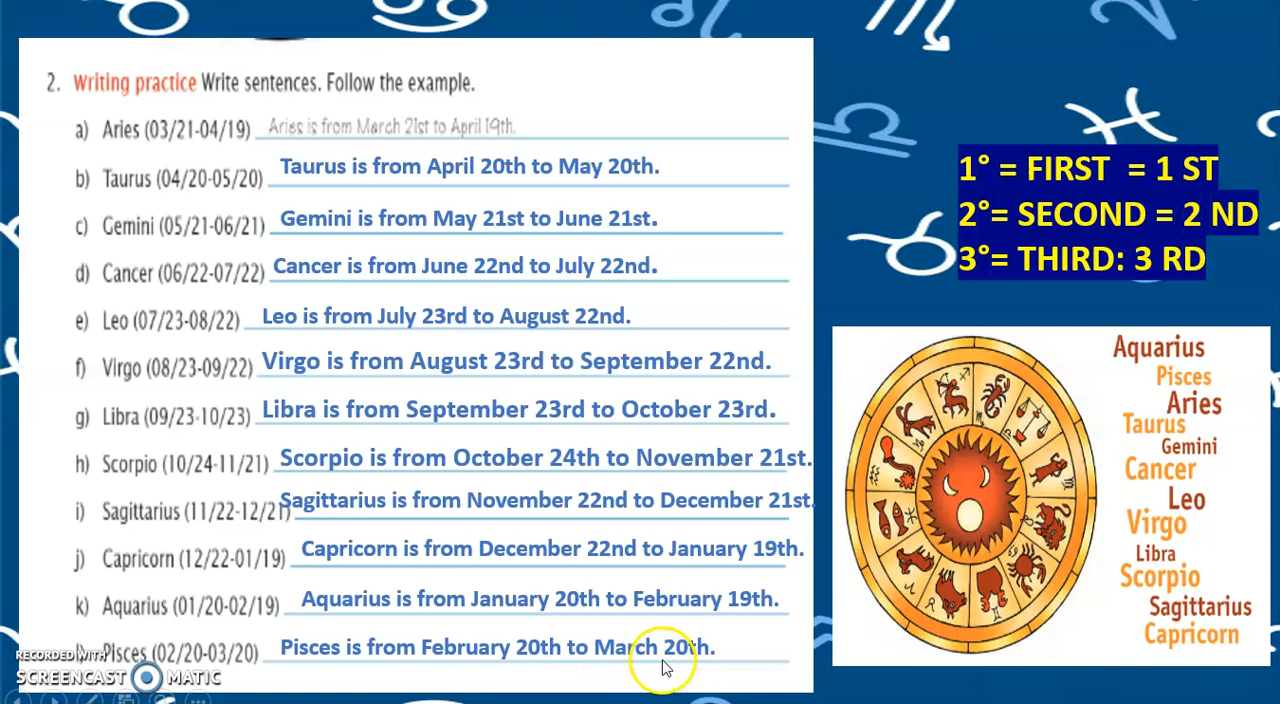 2. Writing practice Write sentences. Follow the example.
a) Aries (03/21-04/19) Aries is from March 21st to April 19th.
b) Taurus (04/20-05/20) Taurus is from April 20th to May 20th.
c) Gemini (05/21-06/21) Gemini is from May 21st to June 21st.
d) Cancer (06/22-07/22) Cancer is from June 22nd to July 22nd.
e) Leo (07/23-08/22) Leo is from July 23rd to August 22nd.
f) Virgo (08/23-09/22) Virgo is from August 23rd to September 22nd.
g) Libra (09/23-10/23) Libra is from September 23rd to October 23rd.
h) Scorpio (10/24-11/21) Scorpio is from October 24th to November 21st.
i) Sagittarius (11/22-12/21) Sagittarius is from November 22nd to December 21st.
j) Capricorn (12/22-01/19) Capricorn is from December 22nd to January 19th.
k) Aquarius (01/20-02/19) Aquarius is from January 20th to February 19th.
Pisces (02/20-03/20) Pisces is from February 20th to March 20th.
RECORDED WITH
SCREENCAST MATIC
1° = FIRST = 1 ST
2°= SECOND = 2 ND
3°= THIRD: 3 RD
Aquarius
Pisces
Aries
Taurus
Gemini
Cancer
Leo
Virgo
Libra
Scorpio
Sagittarius
Capricorn